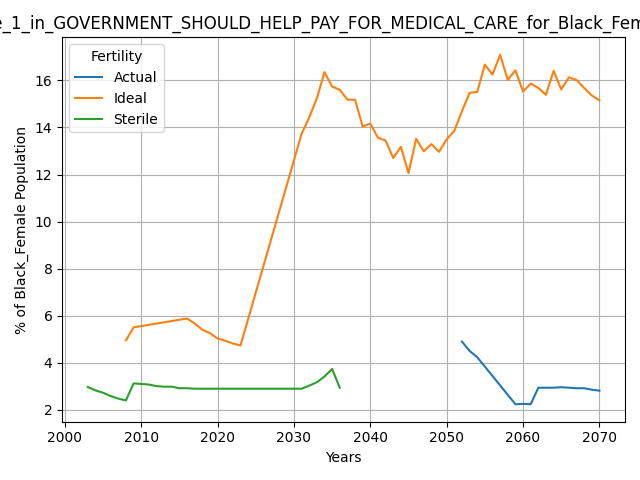 e_1_in_GOVERNMENT_SHOULD_HELP_PAY_FOR_MEDICAL_CARE_for_Black_Fem
Fertility
Actual
Ideal
Sterile
% of Black_Female Population
16
14
12
10
8
6
4
2
2000 2010 2020 2030 2040 2050 2060 2070
Years